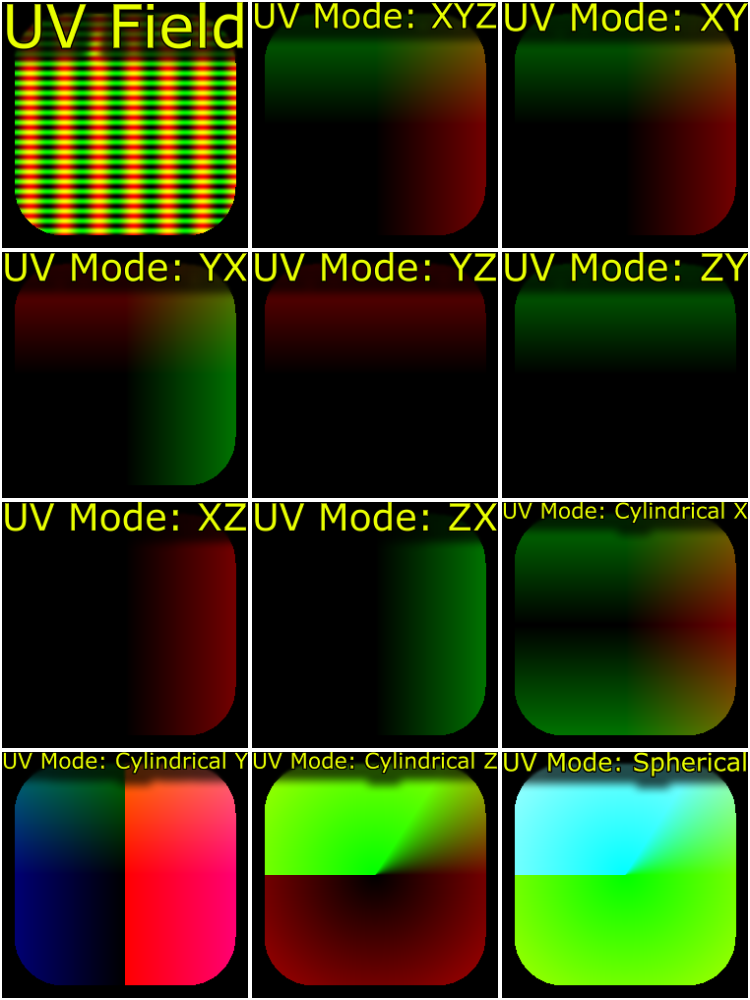 UV Field
UV Mode: XYZ
UV Mode: XY
UV Mode: YX
UV Mode: YZ
UV Mode: ZY
UV Mode: XZ
UV Mode: ZX
UV Mode: Cylindrical X
UV Mode: Cylindrical Y
UV Mode: Cylindrical Z
UV Mode: Spherical